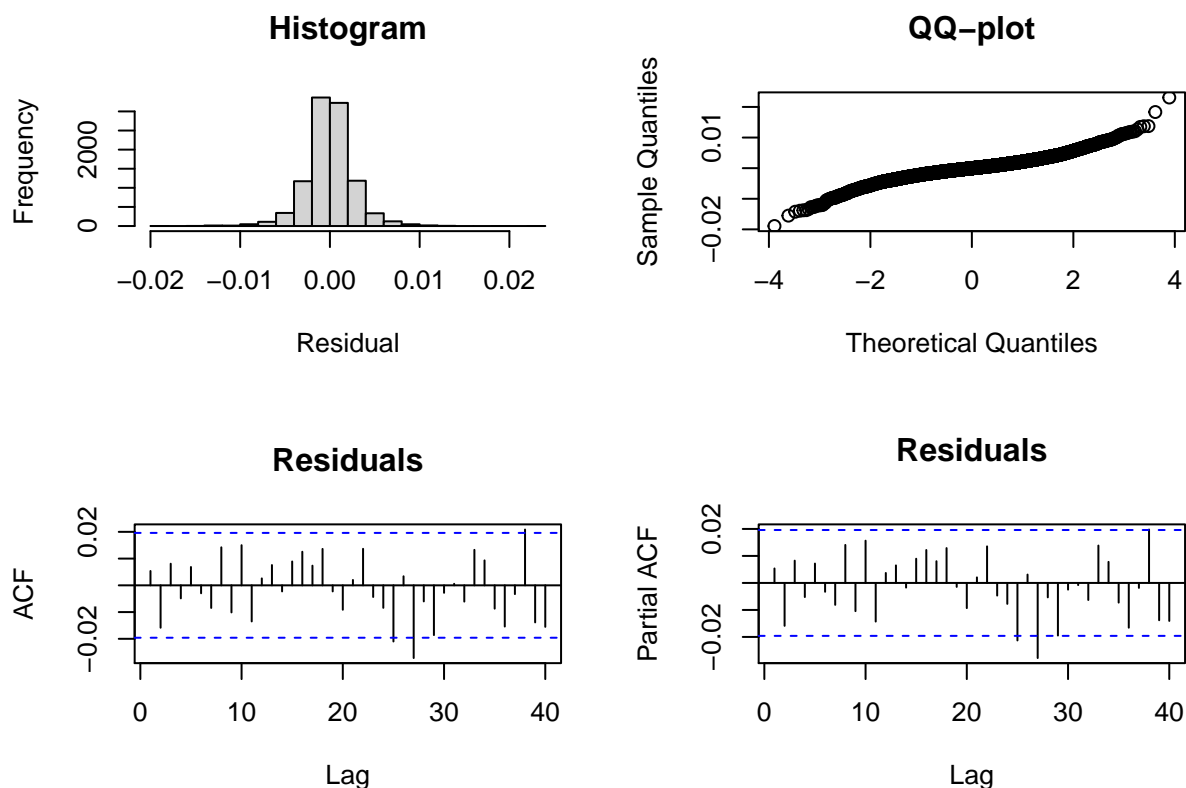 Histogram
Frequency
0
2000
−0.02 −0.01 0.00 0.01 0.02
Residual
QQ−plot
Sample Quantiles
−0.02
0.01
−4 −2 0 2 4
Theoretical Quantiles
Residuals
ACF
−0.02
0.02
0 10 20 30 40
Lag
Residuals
Partial ACF
−0.02
0.02
0 10 20 30 40
Lag